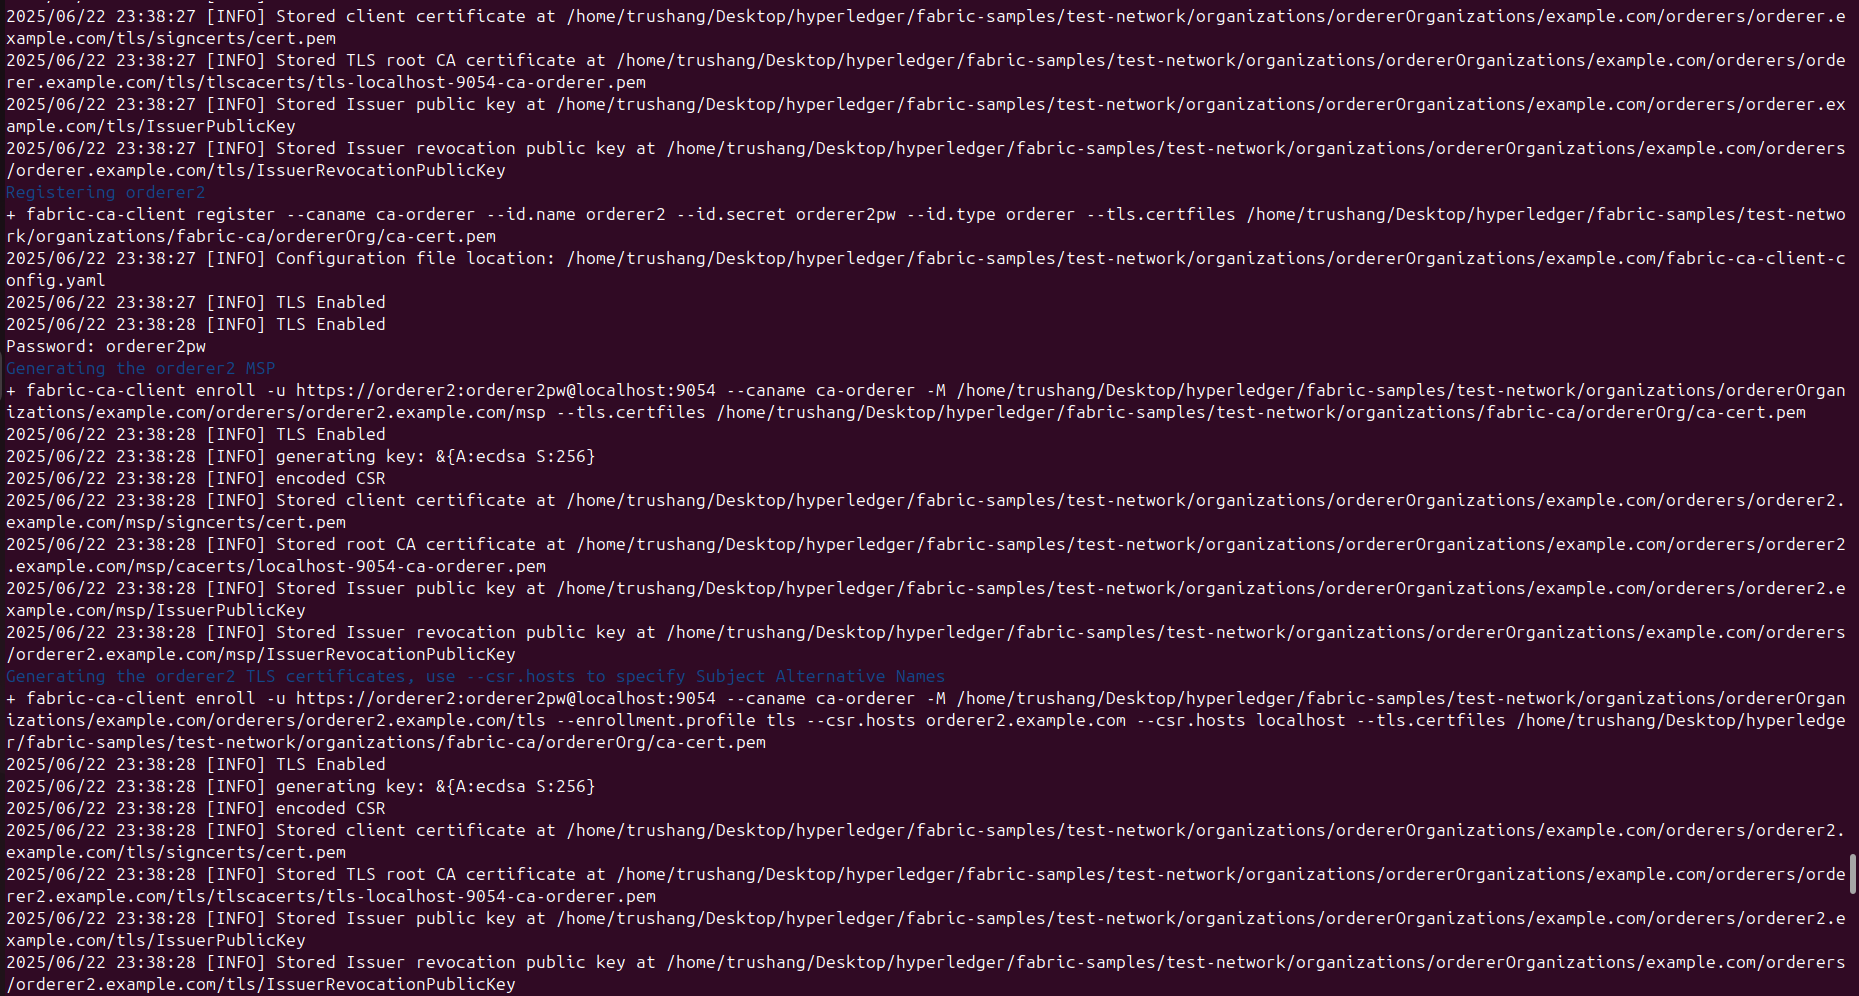 2025/06/22 23:38:27 [INFO] Stored client certificate at /home/trushang/Desktop/hyperledger/fabric-samples/test-network/organizations/ordererOrganizations/example.com/orderers/orderer.e
xample.com/tls/signcerts/cert.pem
2025/06/22 23:38:27 [INFO] Stored TLS root CA certificate at /home/trushang/Desktop/hyperledger/fabric-samples/test-network/organizations/ordererOrganizations/example.com/orderers/orde
rer.example.com/tls/tlscacerts/tls-localhost-9054-ca-orderer.pem
2025/06/22 23:38:27 [INFO] Stored Issuer public key at /home/trushang/Desktop/hyperledger/fabric-samples/test-network/organizations/ordererOrganizations/example.com/orderers/orderer.ex
ample.com/tls/IssuerPublicKey
2025/06/22 23:38:27 [INFO] Stored Issuer revocation public key at /home/trushang/Desktop/hyperledger/fabric-samples/test-network/organizations/ordererOrganizations/example.com/orderers
/orderer.example.com/tls/IssuerRevocationPublicKey
Registering orderer2
+ fabric-ca-client register --caname ca-orderer --id.name orderer2 --id.secret orderer2pw --id.type orderer --tls.certfiles /home/trushang/Desktop/hyperledger/fabric-samples/test-netwo
rk/organizations/fabric-ca/ordererOrg/ca-cert.pem
2025/06/22 23:38:27 [INFO] Configuration file location: /home/trushang/Desktop/hyperledger/fabric-samples/test-network/organizations/ordererOrganizations/example.com/fabric-ca-client-c
onfig.yaml
2025/06/22 23:38:27 [INFO] TLS Enabled
2025/06/22 23:38:28 [INFO] TLS Enabled
Password: orderer2pw
Generating the orderer2 MSP
+ fabric-ca-client enroll -u https://orderer2:orderer2pw@localhost:9054 --caname ca-orderer -M /home/trushang/Desktop/hyperledger/fabric-samples/test-network/organizations/ordererOrgan
izations/example.com/orderers/orderer2.example.com/msp --tls.certfiles /home/trushang/Desktop/hyperledger/fabric-samples/test-network/organizations/fabric-ca/ordererOrg/ca-cert.pem
2025/06/22 23:38:28 [INFO] TLS Enabled
2025/06/22 23:38:28 [INFO] generating key: &{A:ecdsa S:256}
2025/06/22 23:38:28 [INFO] encoded CSR
2025/06/22 23:38:28 [INFO] Stored client certificate at /home/trushang/Desktop/hyperledger/fabric-samples/test-network/organizations/ordererOrganizations/example.com/orderers/orderer2.
example.com/msp/signcerts/cert.pem
2025/06/22 23:38:28 [INFO] Stored root CA certificate at /home/trushang/Desktop/hyperledger/fabric-samples/test-network/organizations/ordererOrganizations/example.com/orderers/orderer2
.example.com/msp/cacerts/localhost-9054-ca-orderer.pem
2025/06/22 23:38:28 [INFO] Stored Issuer public key at /home/trushang/Desktop/hyperledger/fabric-samples/test-network/organizations/ordererOrganizations/example.com/orderers/orderer2.e
xample.com/msp/IssuerPublicKey
2025/06/22 23:38:28 [INFO] Stored Issuer revocation public key at /home/trushang/Desktop/hyperledger/fabric-samples/test-network/organizations/ordererOrganizations/example.com/orderers
/orderer2.example.com/msp/IssuerRevocationPublicKey
Generating the orderer2 TLS certificates, use --csr.hosts to specify Subject Alternative Names
+ fabric-ca-client enroll -u https://orderer2:orderer2pw@localhost:9054 --caname ca-orderer -M /home/trushang/Desktop/hyperledger/fabric-samples/test-network/organizations/ordererOrgan
izations/example.com/orderers/orderer2.example.com/tls --enrollment.profile tls --csr.hosts orderer2.example.com --csr.hosts localhost --tls.certfiles /home/trushang/Desktop/hyperledge
r/fabric-samples/test-network/organizations/fabric-ca/ordererOrg/ca-cert.pem
2025/06/22 23:38:28 [INFO] TLS Enabled
2025/06/22 23:38:28 [INFO] generating key: &{A:ecdsa S:256}
2025/06/22 23:38:28 [INFO] encoded CSR
2025/06/22 23:38:28 [INFO] Stored client certificate at /home/trushang/Desktop/hyperledger/fabric-samples/test-network/organizations/ordererOrganizations/example.com/orderers/orderer2.
example.com/tls/signcerts/cert.pem
2025/06/22 23:38:28 [INFO] Stored TLS root CA certificate at /home/trushang/Desktop/hyperledger/fabric-samples/test-network/organizations/ordererOrganizations/example.com/orderers/orde
rer2.example.com/tls/tlscacerts/tls-localhost-9054-ca-orderer.pem
2025/06/22 23:38:28 [INFO] Stored Issuer public key at /home/trushang/Desktop/hyperledger/fabric-samples/test-network/organizations/ordererOrganizations/example.com/orderers/orderer2.e
xample.com/tls/IssuerPublicKey
2025/06/22 23:38:28 [INFO] Stored Issuer revocation public key at /home/trushang/Desktop/hyperledger/fabric-samples/test-network/organizations/ordererOrganizations/example.com/orderers
/orderer2.example.com/tls/IssuerRevocationPublicKey